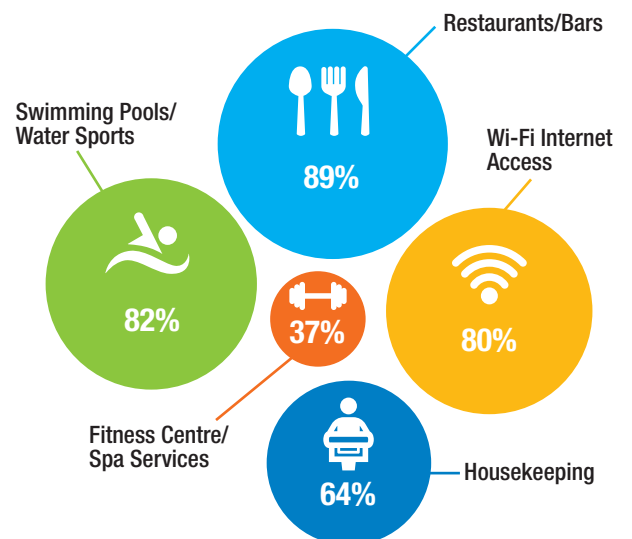 Restaurants/Bars
89%
Swimming Pools/
Water Sports
82%
Wi-Fi Internet
Access
80%
37%
Fitness Centre/
Spa Services
64%
Housekeeping